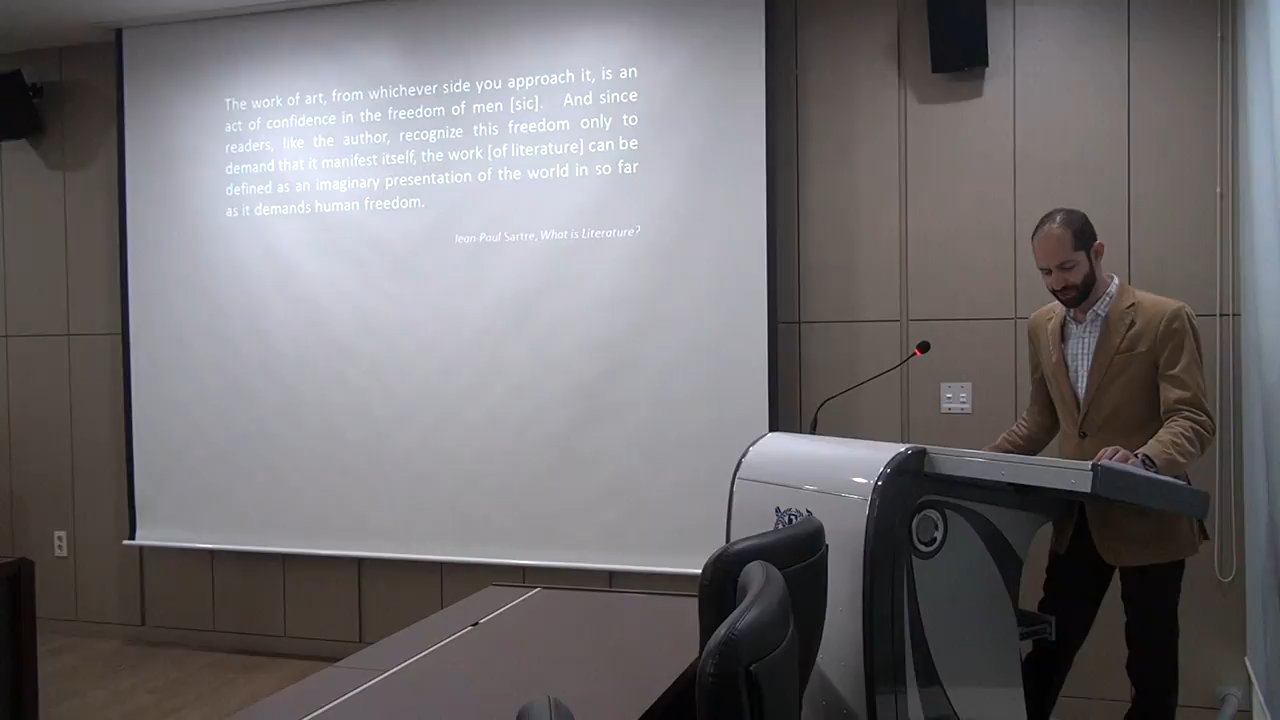 The work of art, from whichever side you approach it, is an
act of confidence in the freedom of men [sic]. And since
readers, like the author, recognize this freedom only to
demand that it manifest itself, the work [of literature] can be
defined as an imaginary presentation of the world in so far
as it demands human freedom.
Jean-Paul Sartre, What is Literature?